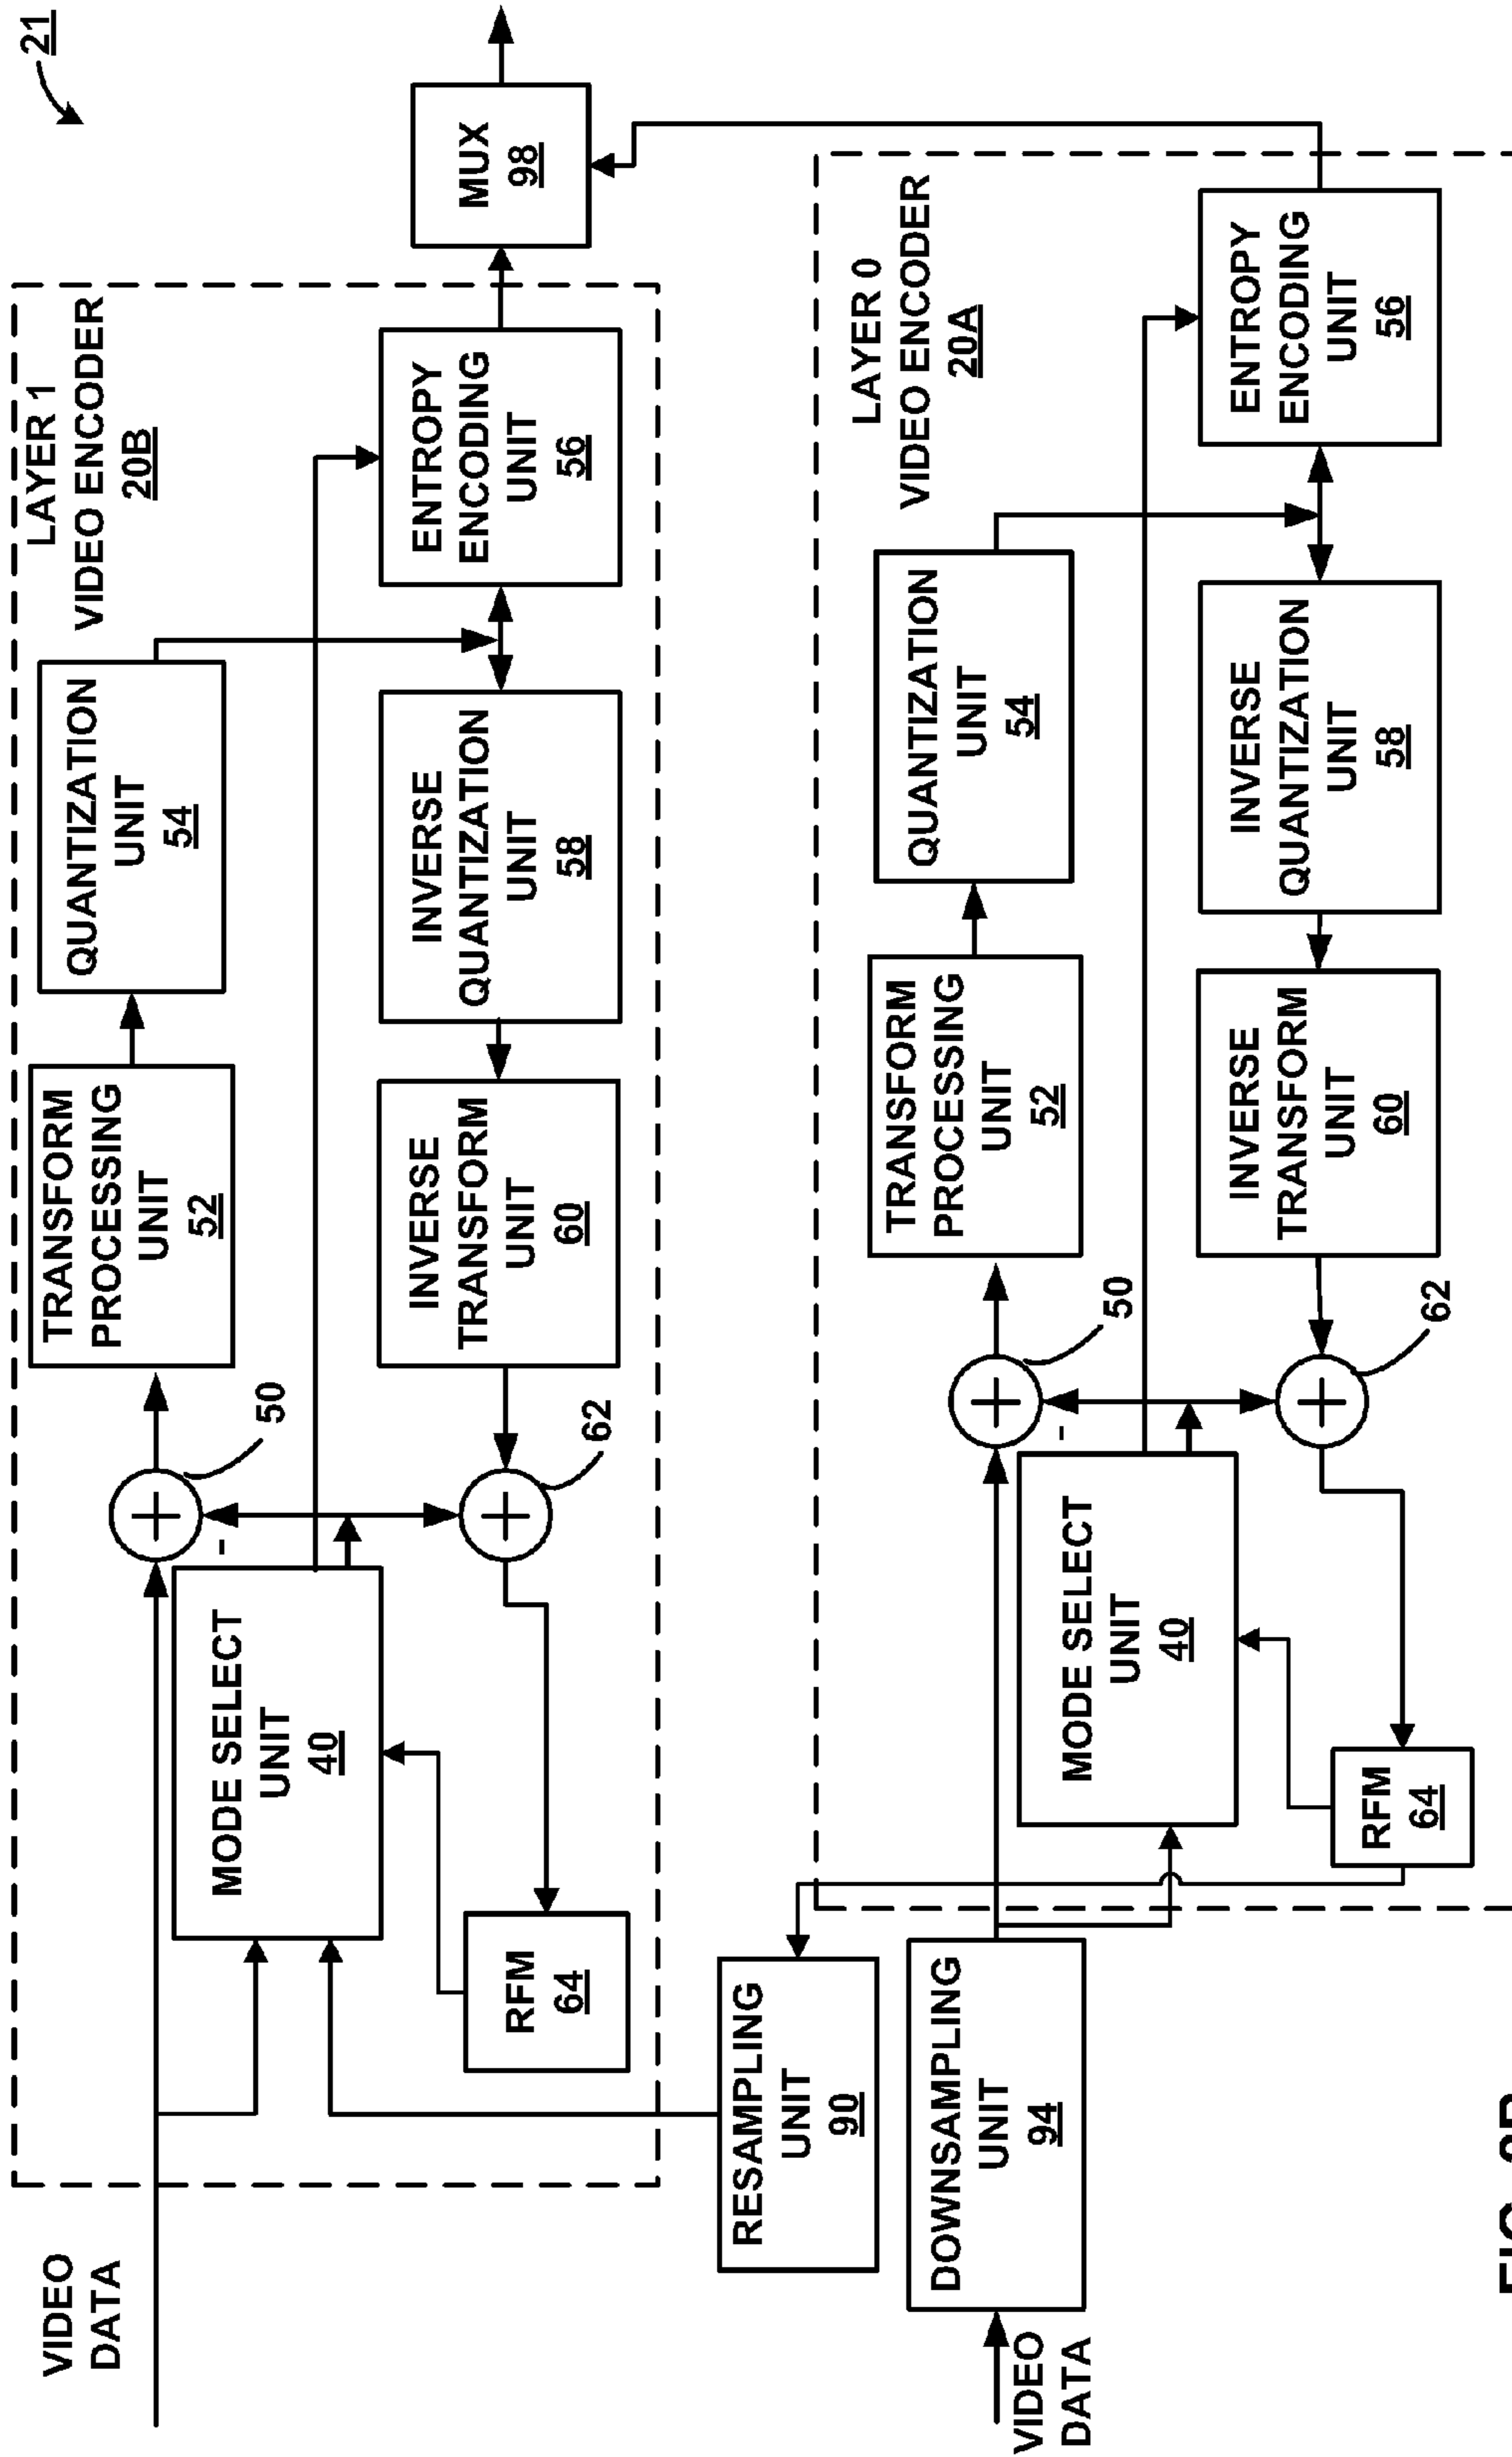 21
VIDEO
DATA
LAYER 1
VIDEO ENCODER
20B
TRANSFORM
PROCESSING
UNIT
52
QUANTIZATION
UNIT
54
50
MODE SELECT
UNIT
40
RFM
64
62
INVERSE
TRANSFORM
UNIT
60
INVERSE
QUANTIZATION
UNIT
58
ENTROPY
ENCODING
UNIT
56
MUX
98
RESAMPLING
UNIT
90
DOWNSAMPLING
UNIT
94
VIDEO
DATA
LAYER 0
VIDEO ENCODER
20A
TRANSFORM
PROCESSING
UNIT
52
QUANTIZATION
UNIT
54
50
MODE SELECT
UNIT
40
RFM
64
62
INVERSE
TRANSFORM
UNIT
60
INVERSE
QUANTIZATION
UNIT
58
ENTROPY
ENCODING
UNIT
56
FIG.